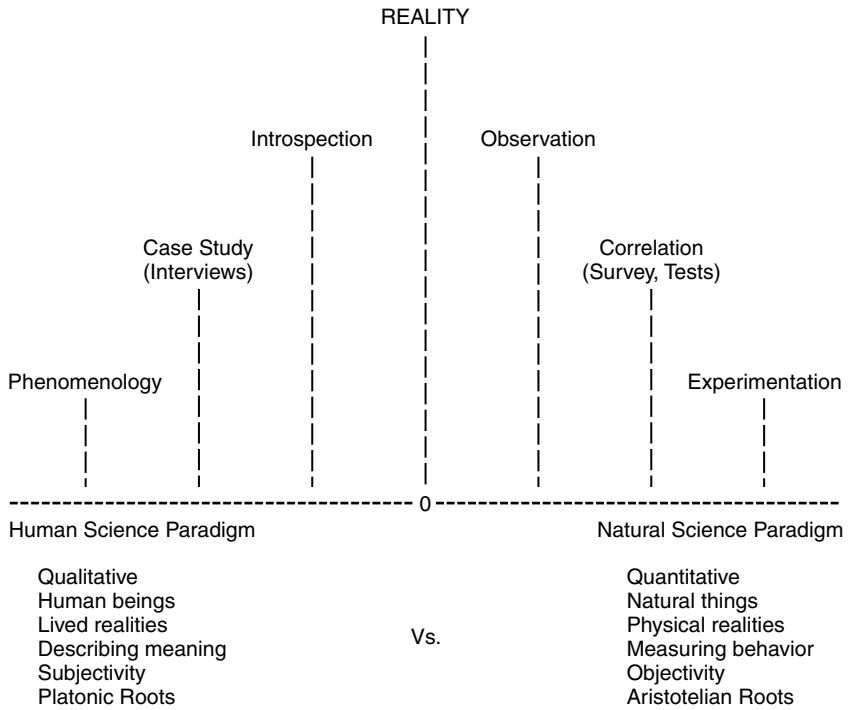 REALITY
Introspection
Observation
Case Study
(Interviews)
Correlation
(Survey, Tests)
Phenomenology
Experimentation
0
Human Science Paradigm
Natural Science Paradigm
Qualitative
Human beings
Lived realities
Describing meaning
Subjectivity
Platonic Roots
Vs.
Quantitative
Natural things
Physical realities
Measuring behavior
Objectivity
Aristotelian Roots